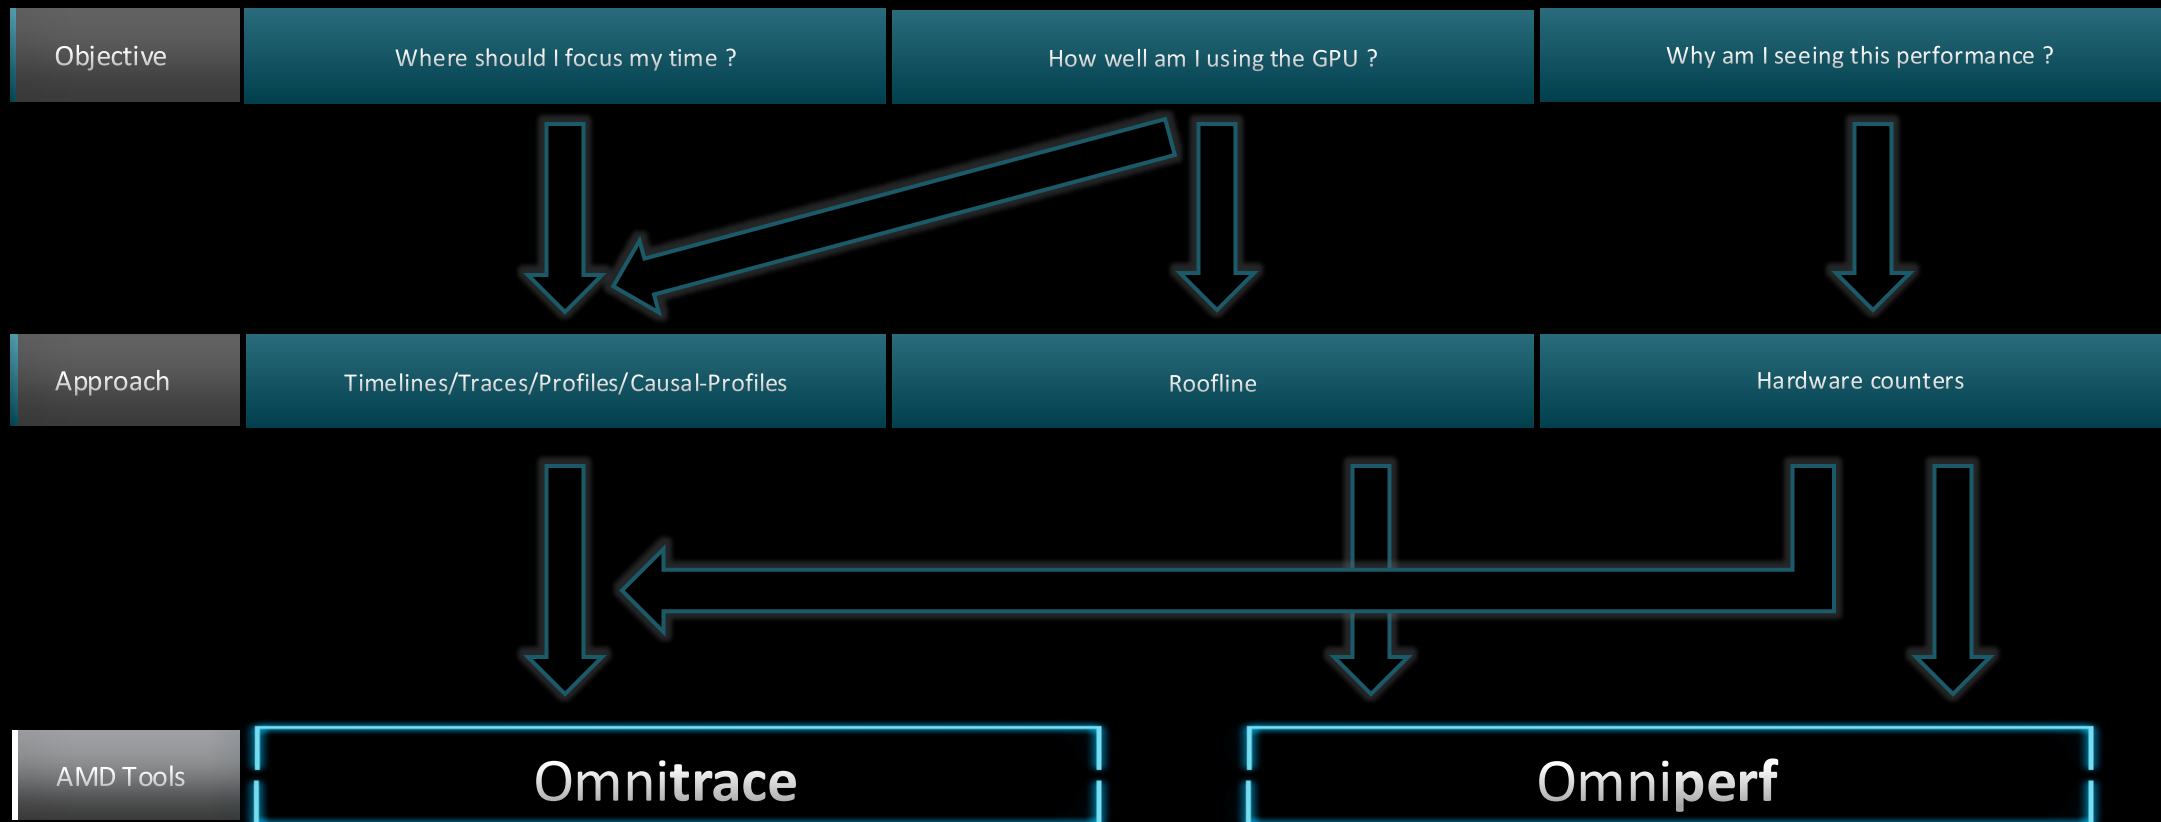 Objective
Where should I focus my time ?
How well am I using the GPU ?
Why am I seeing this performance ?
Approach
Timelines/Traces/Profiles/Causal-Profiles
Roofline
Hardware counters
AMD Tools
Omnitrace
Omniperf